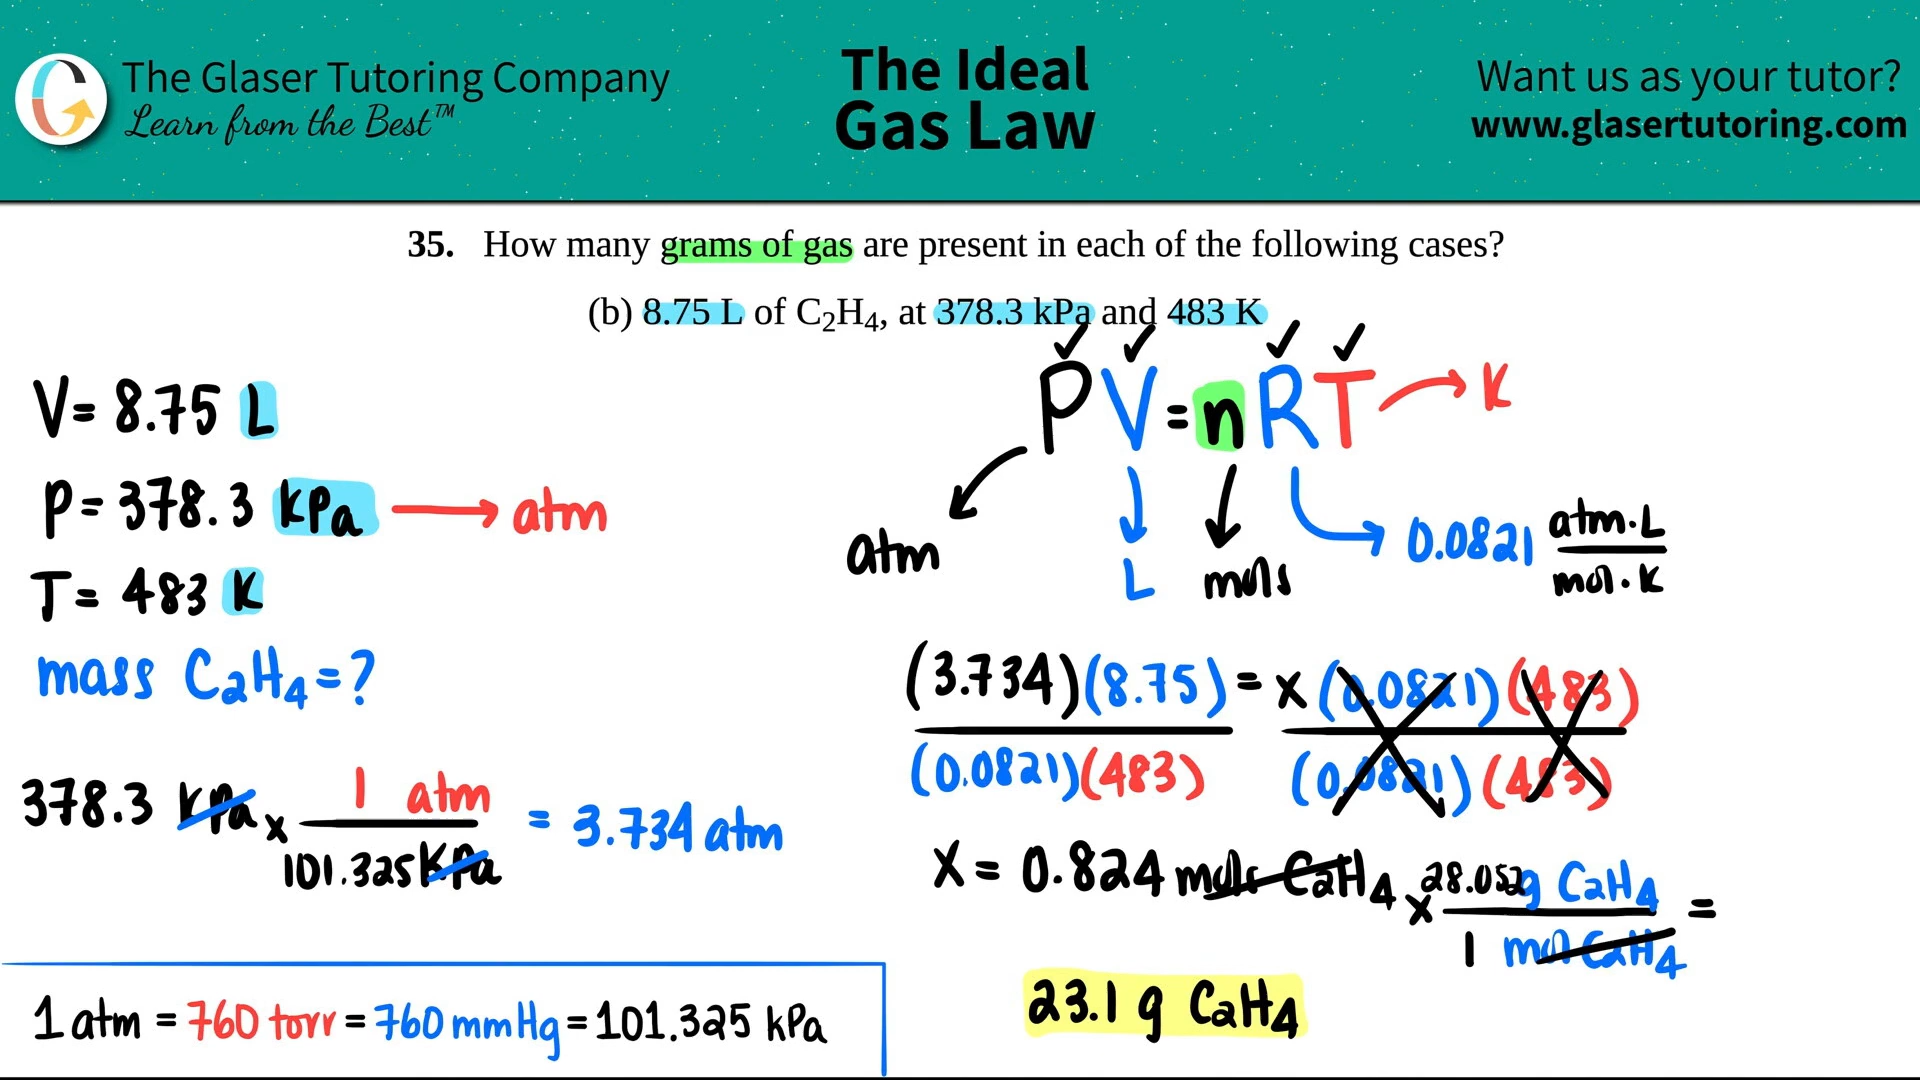 The Glaser Tutoring Company
Learn from the Best™
The Ideal
Gas Law
Want us as your tutor?
www.glasertutoring.com
35. How many grams of gas are present in each of the following cases?
(b) 8.75 L of C₂H₄, at 378.3 kPa and 483 K
V= 8.75 L
P= 378.3 kPa → atm
T= 483 K
mass C₂H₄=?
378.3 kPa x 1 atm = 3.734 atm
101.325 kPa
1 atm = 760 torr = 760 mmHg = 101.325 kPa
✓ ✓ ✓ ✓
PV=nRT → K
atm
L
mols
0.0821 atm·L
mol·K
(3.734)(8.75) = x (0.0821)(483)
(0.0821)(483) (0.0821)(483)
X = 0.824 mols C₂H₄ x 28.052g C₂H₄ =
1 mol C₂H₄
23.1 g C₂H₄